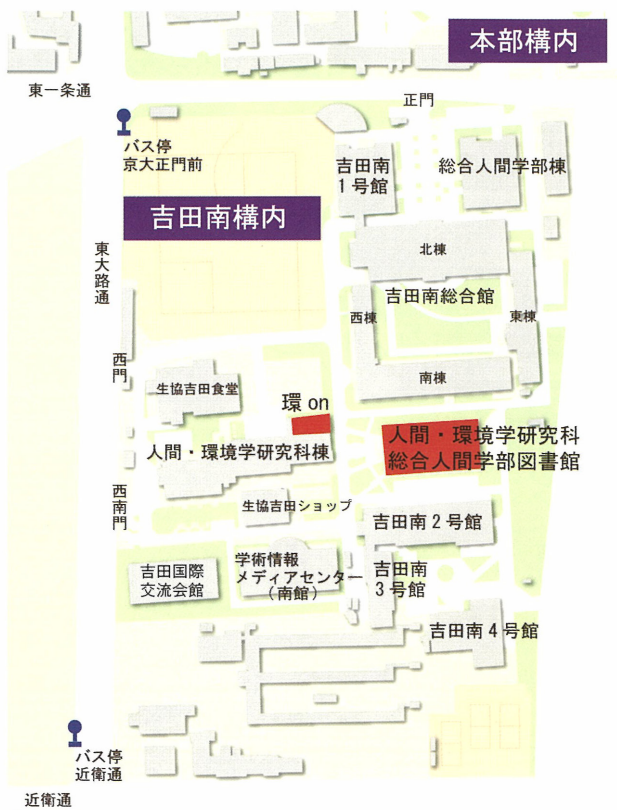 本部構内
東一条通
正門
バス停
京大正門前
吉田南
1号館
総合人間学部棟
吉田南構内
東大路通
北棟
吉田南総合館
西棟
東棟
南棟
西門
生協吉田食堂
環 on
人間・環境学研究科棟
人間・環境学研究科
総合人間学部図書館
西南門
生協吉田ショップ
吉田南2号館
学術情報
メディアセンター
（南館）
吉田国際
交流会館
吉田南
3号館
吉田南4号館
バス停
近衛通
近衛通